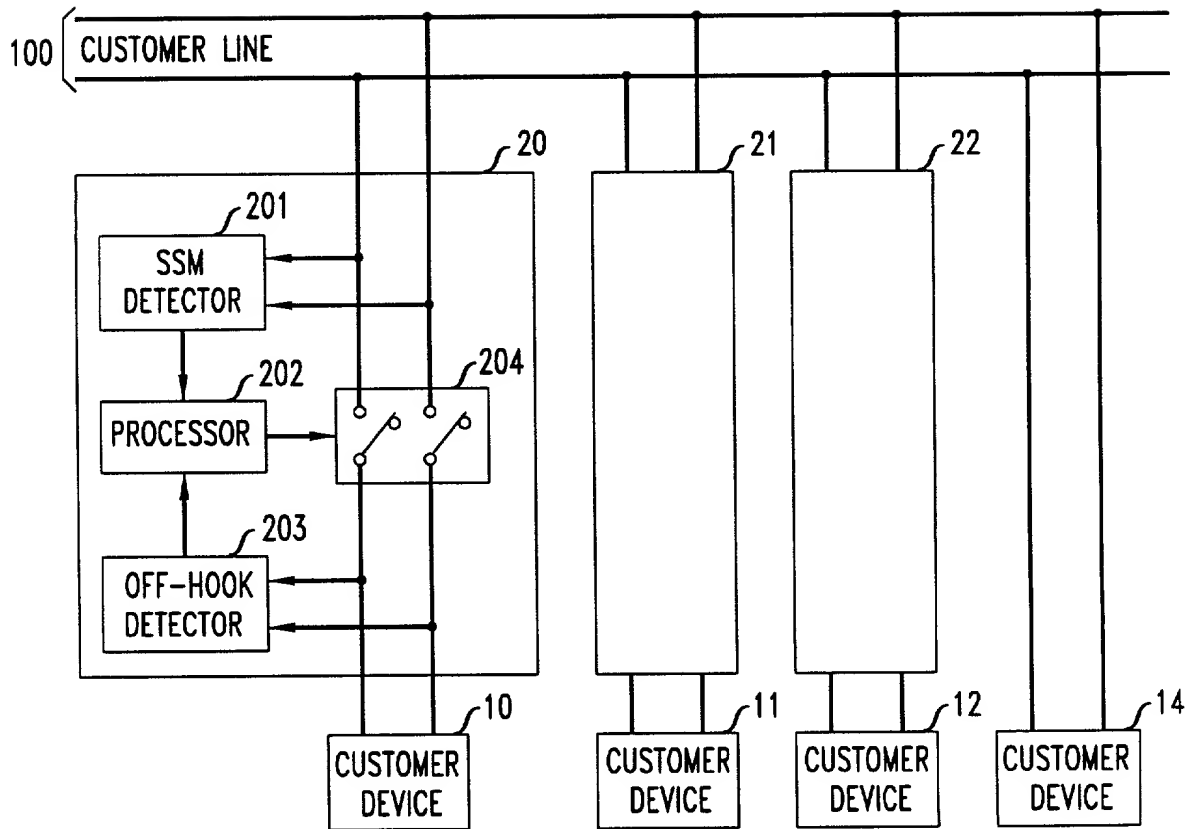 100 CUSTOMER LINE
20
21
22
201
SSM
DETECTOR
202
PROCESSOR
204
203
OFF-HOOK
DETECTOR
10
CUSTOMER
DEVICE
11
CUSTOMER
DEVICE
12
CUSTOMER
DEVICE
14
CUSTOMER
DEVICE